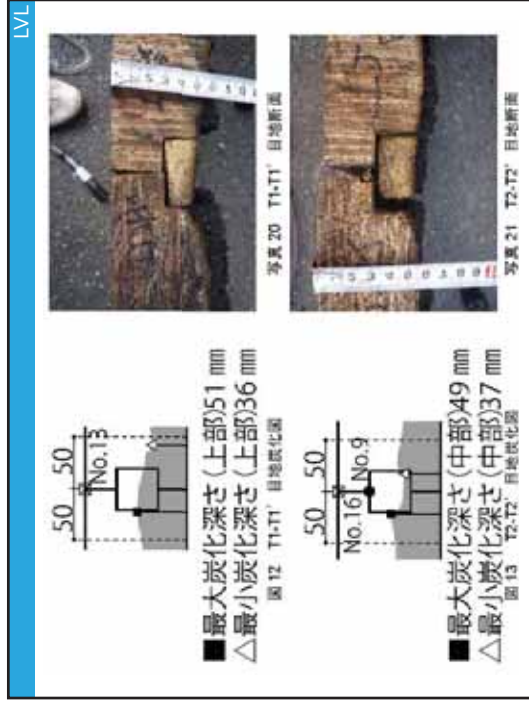 LVL
50
50
No.13
■最大炭化深さ(上部)51 mm
△最小炭化深さ(上部)36 mm
図 12 T1-T1' 目地炭化図
写真 20 T1-T1' 目地断面
50
50
No.16
No.9
■最大炭化深さ(中部)49 mm
△最小炭化深さ(中部)37 mm
図 13 T2-T2' 目地炭化図
写真 21 T2-T2' 目地断面